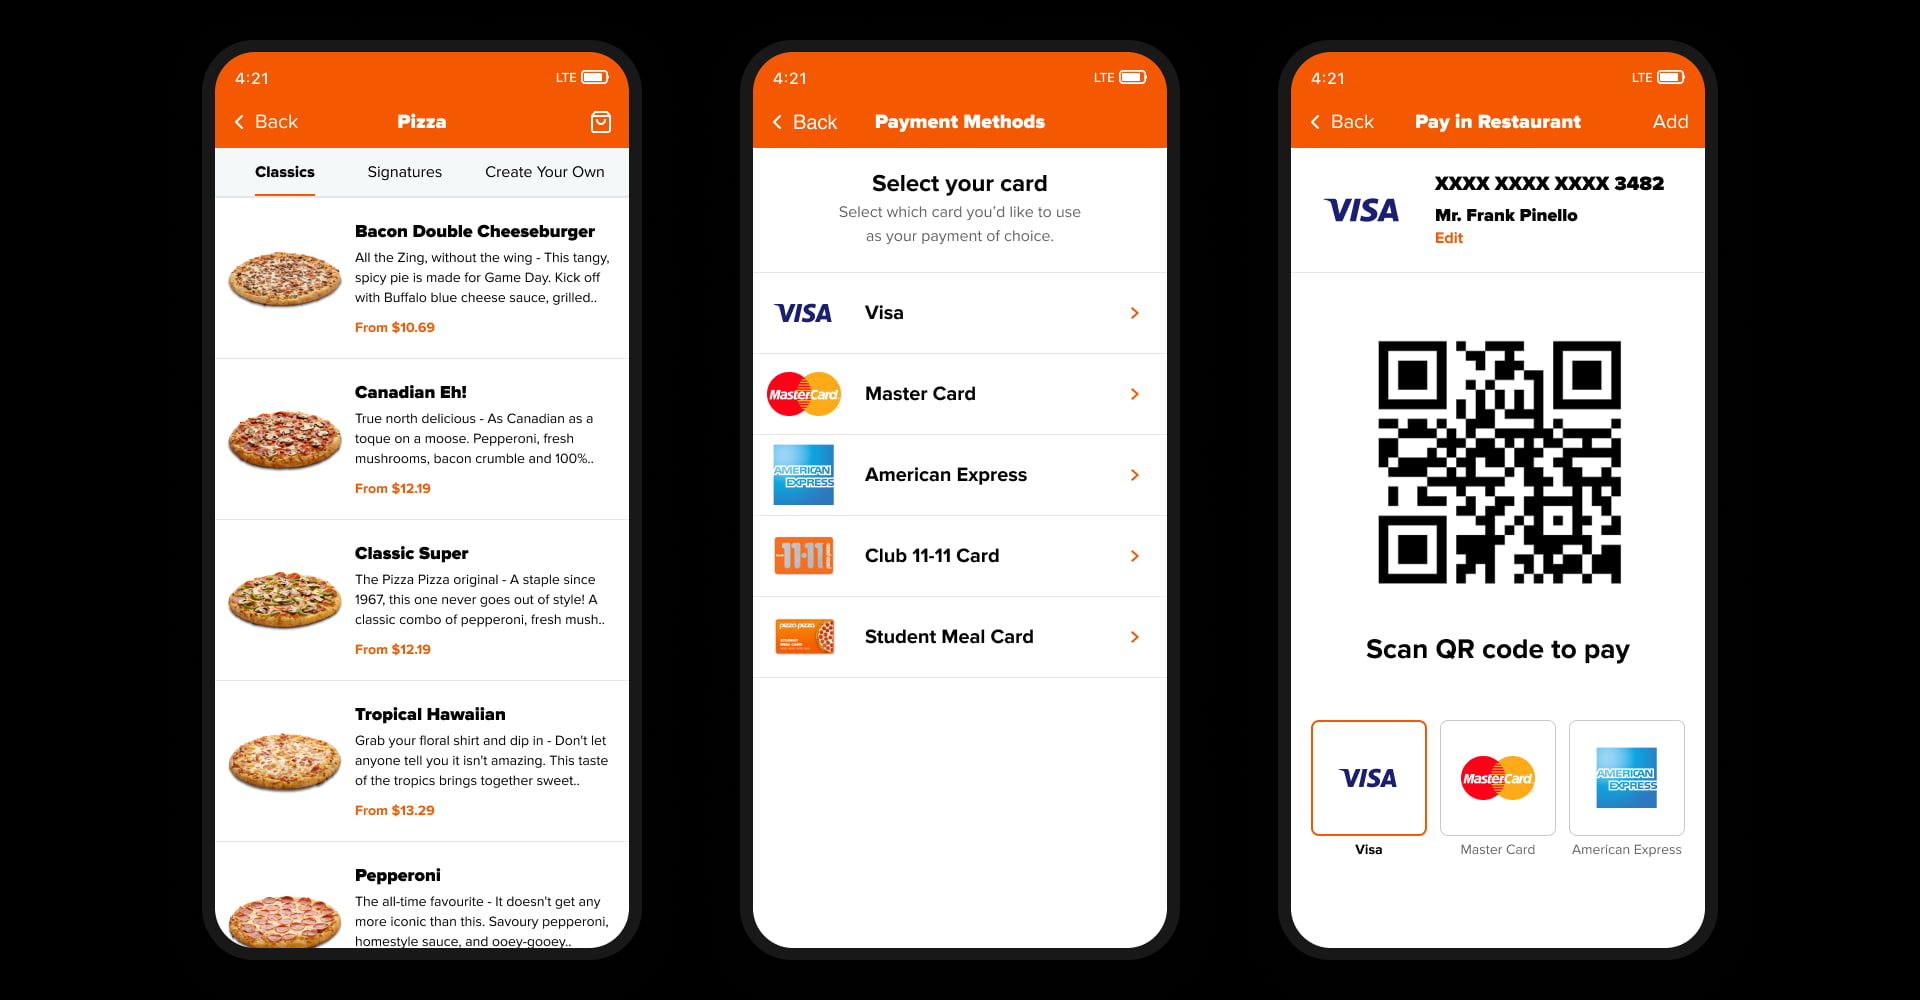 4:21
LTE
Back
Pizza
Classics
Signatures
Create Your Own
Bacon Double Cheeseburger
All the Zing, without the wing - This tangy,
spicy pie is made for Game Day. Kick off
with Buffalo blue cheese sauce, grilled..
From $10.69
Canadian Eh!
True north delicious - As Canadian as a
toque on a moose. Pepperoni, fresh
mushrooms, bacon crumble and 100%..
From $12.19
Classic Super
The Pizza Pizza original - A staple since
1967, this one never goes out of style! A
classic combo of pepperoni, fresh mush..
From $12.19
Tropical Hawaiian
Grab your floral shirt and dip in - Don't let
anyone tell you it isn't amazing. This taste
of the tropics brings together sweet..
From $13.29
Pepperoni
The all-time favourite - It doesn't get any
more iconic than this. Savoury pepperoni,
homestyle sauce, and ooey-gooey..
4:21
LTE
Back
Payment Methods
Select your card
Select which card you'd like to use
as your payment of choice.
VISA
Visa
MasterCard
Master Card
AMERICAN
EXPRESS
American Express
11-11
Club 11-11 Card
pizza pizza
STUDENT
MEAL CARD
Student Meal Card
4:21
LTE
Back
Pay in Restaurant
Add
VISA
XXXX XXXX XXXX 3482
Mr. Frank Pinello
Edit
Scan QR code to pay
VISA
MasterCard
AMERICAN
EXPRESS
Visa
Master Card
American Express